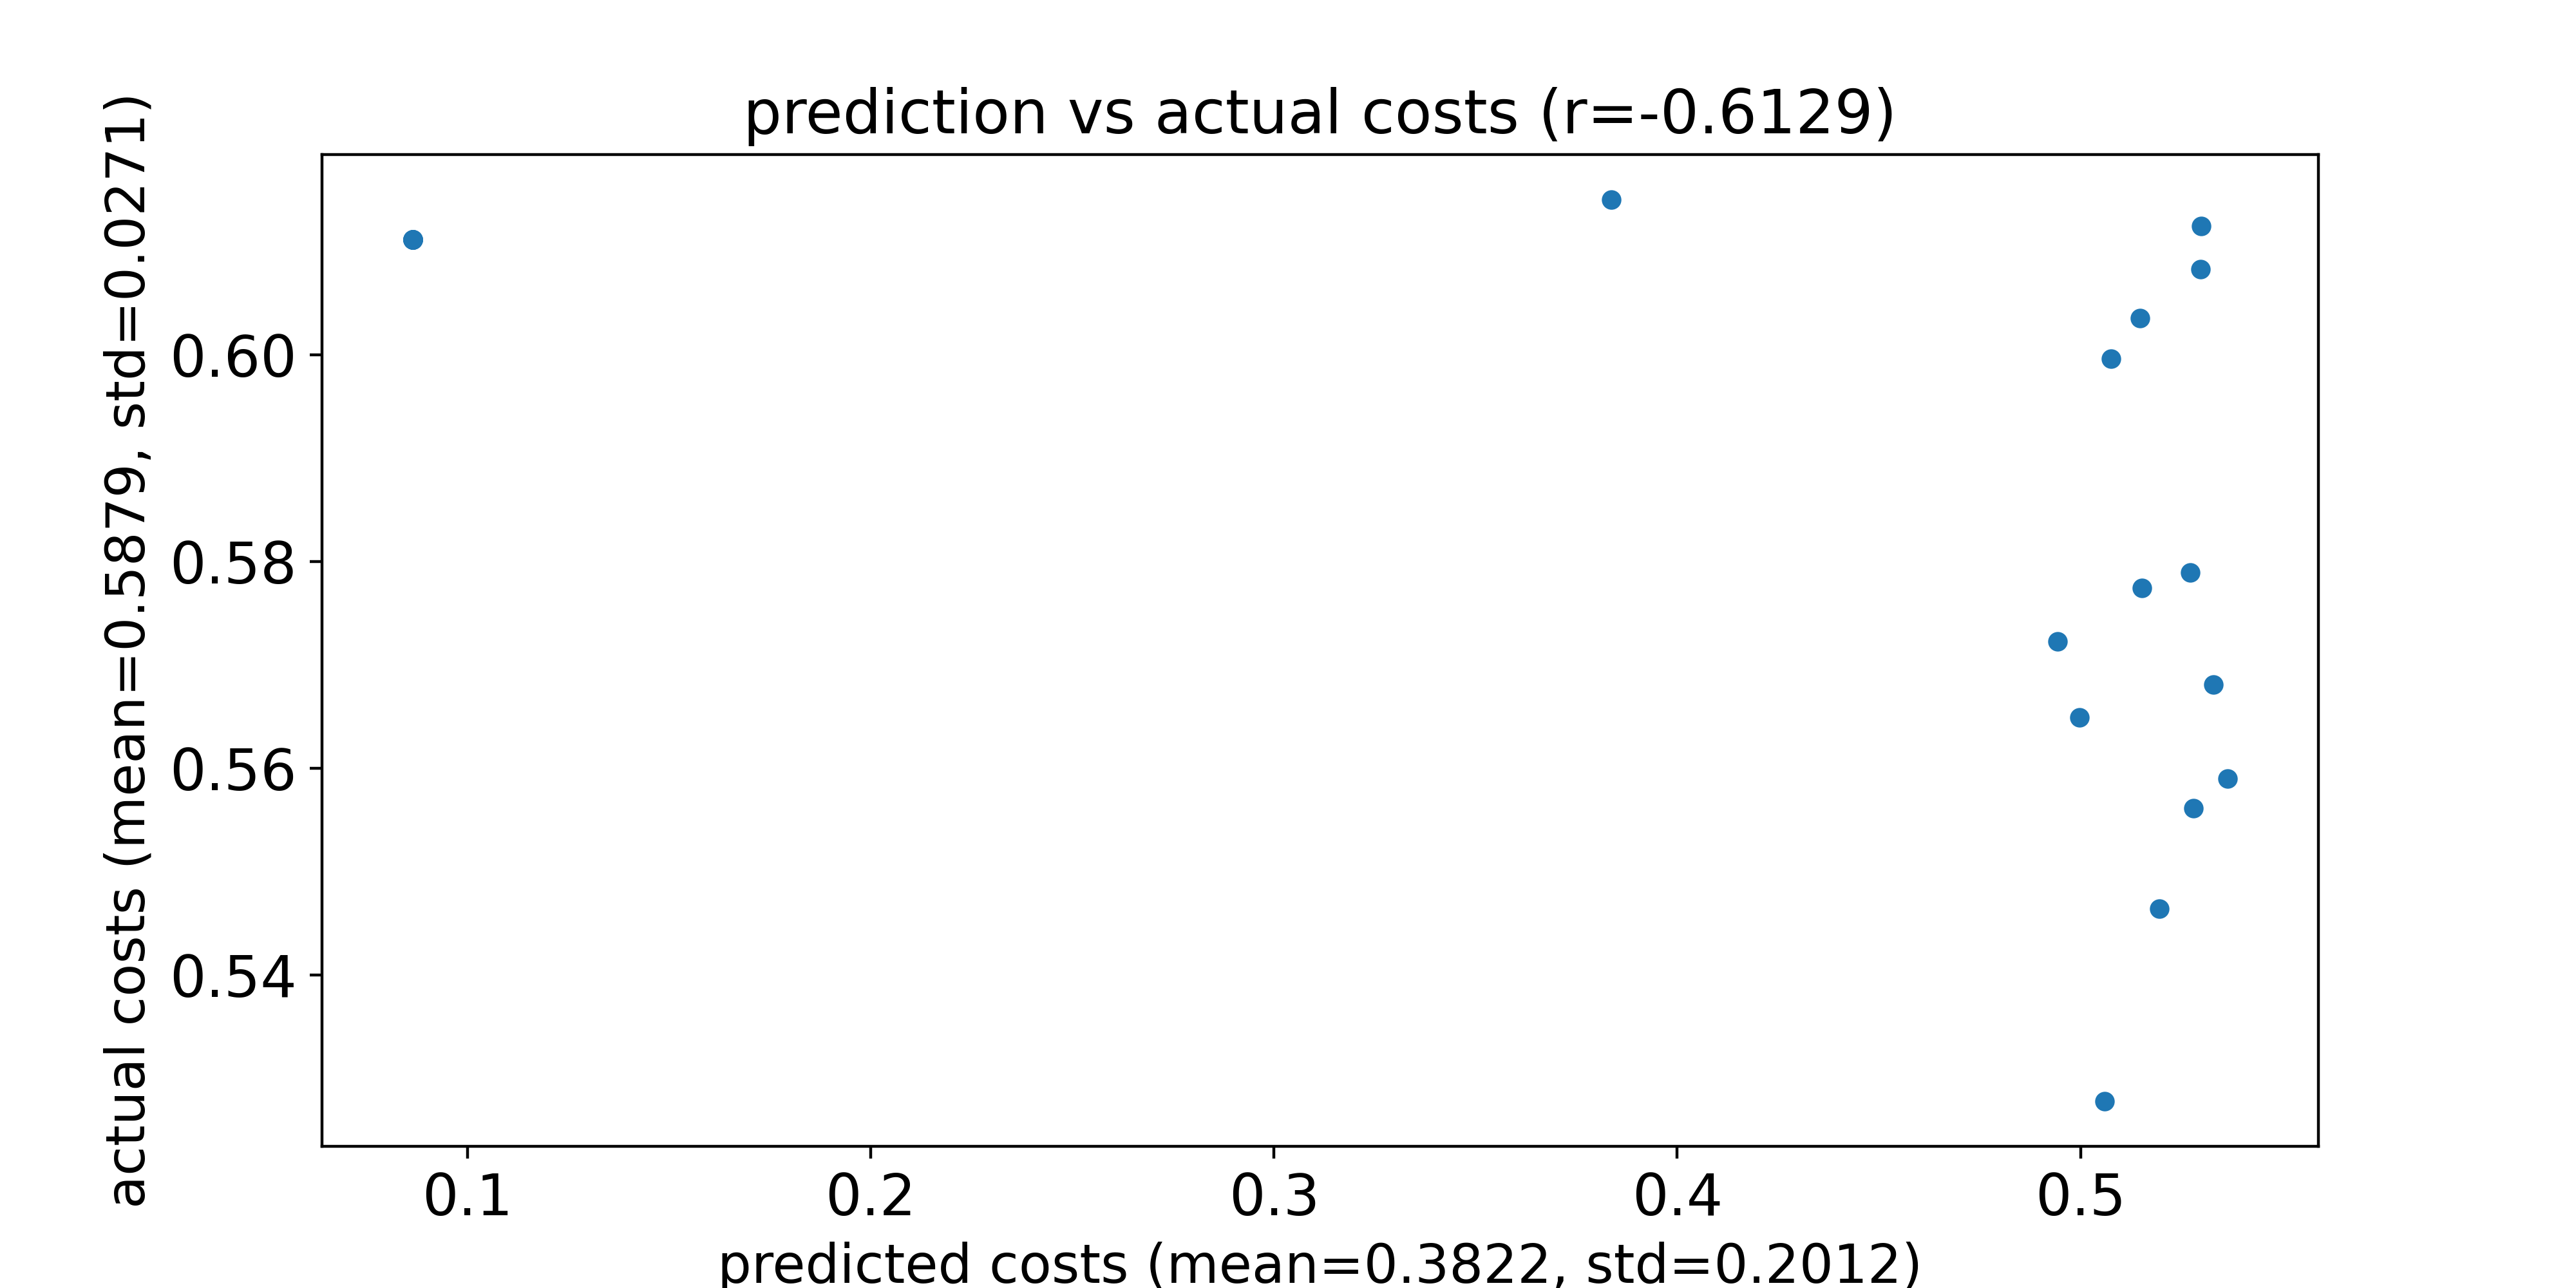 prediction vs actual costs (r=-0.6129)
actual costs (mean=0.5879, std=0.0271)
0.60
0.58
0.56
0.54
0.1 0.2 0.3 0.4 0.5
predicted costs (mean=0.3822, std=0.2012)